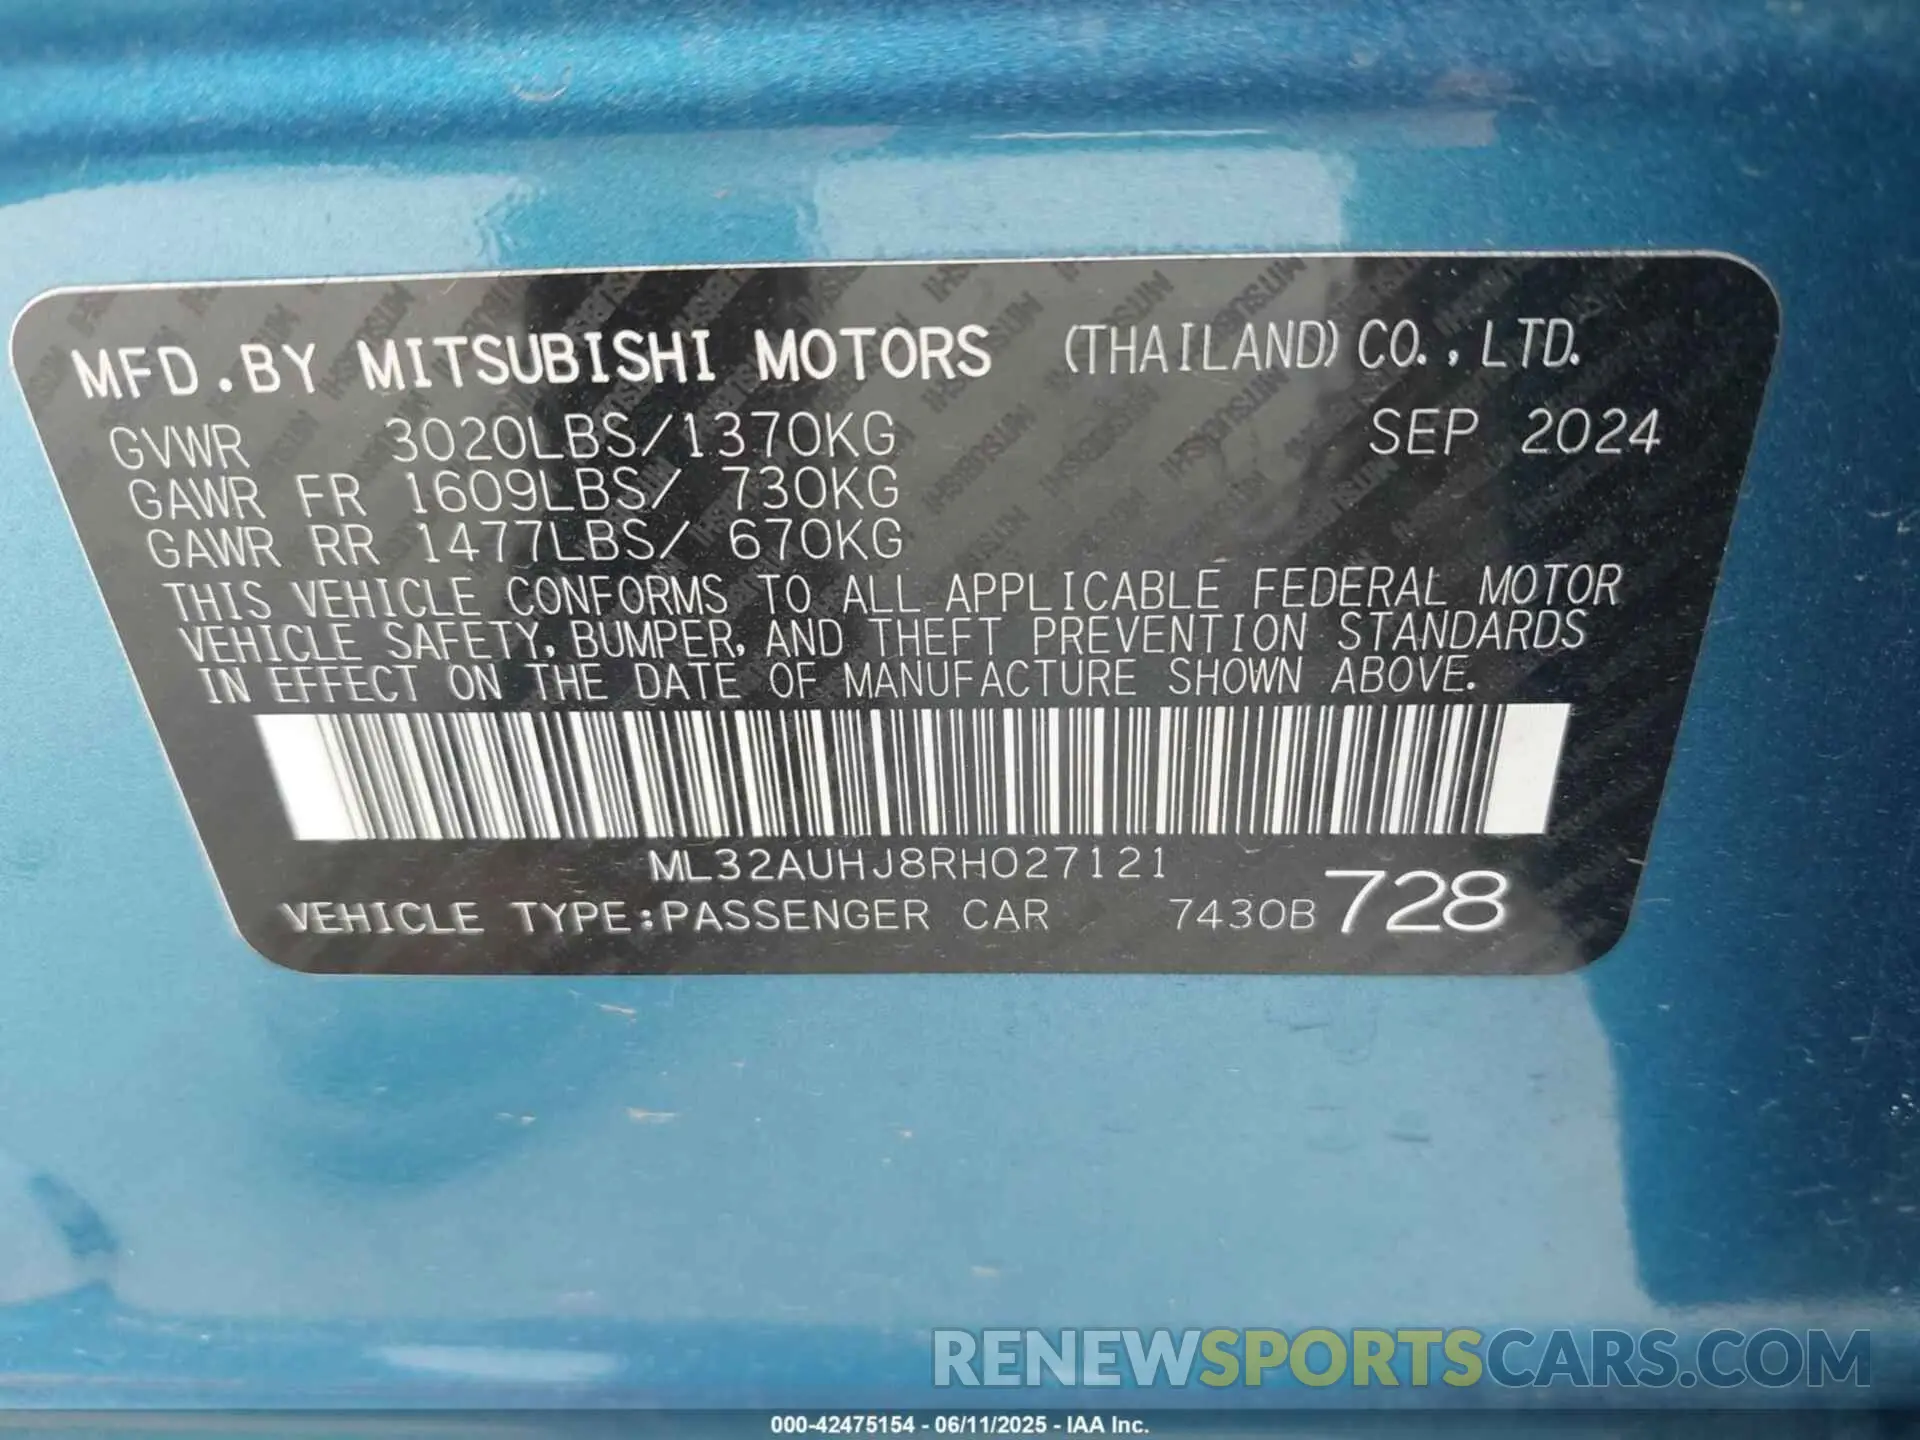 MFD.BY MITSUBISHI MOTORS (THAILAND) CO.,LTD.
GVWR 3020LBS/1370KG SEP 2024
GAWR FR 1609LBS/ 730KG
GAWR RR 1477LBS/ 670KG
THIS VEHICLE CONFORMS TO ALL APPLICABLE FEDERAL MOTOR
VEHICLE SAFETY, BUMPER, AND THEFT PREVENTION STANDARDS
IN EFFECT ON THE DATE OF MANUFACTURE SHOWN ABOVE.
ML32AUHJ8RH027121
VEHICLE TYPE:PASSENGER CAR 7430B 728
RENEWSPORTSCARS.COM
000-42475154 - 06/11/2025 - IAA Inc.